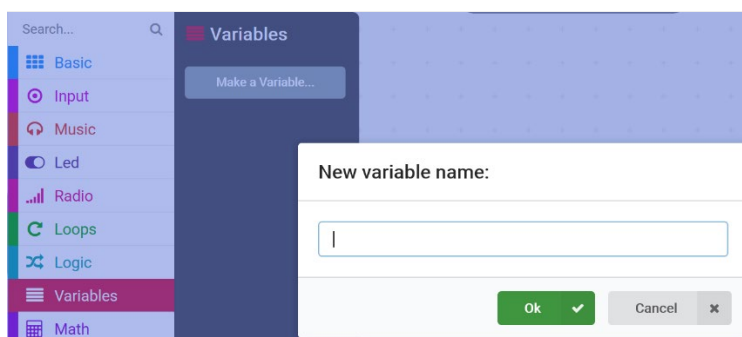 Search...
Basic
Input
Music
Led
Radio
Loops
Logic
Variables
Math
Variables
Make a Variable...
New variable name:
Ok
Cancel